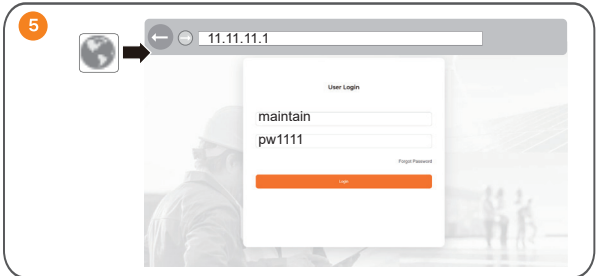 5
11.11.11.1
User Login
maintain
pw1111
Forgot Password
Login